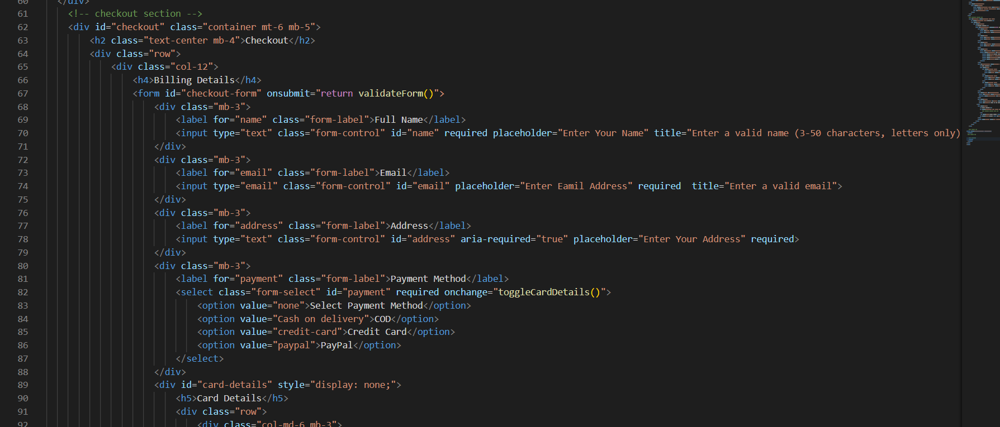 60 </div>
61 <!-- checkout section -->
62 <div id="checkout" class="container mt-6 mb-5">
63 <h2 class="text-center mb-4">Checkout</h2>
64 <div class="row">
65 <div class="col-12">
66 <h4>Billing Details</h4>
67 <form id="checkout-form" onsubmit="return validateForm()">
68 <div class="mb-3">
69 <label for="name" class="form-label">Full Name</label>
70 <input type="text" class="form-control" id="name" required placeholder="Enter Your Name" title="Enter a valid name (3-50 characters, letters only)
71 </div>
72 <div class="mb-3">
73 <label for="email" class="form-label">Email</label>
74 <input type="email" class="form-control" id="email" placeholder="Enter Eamil Address" required  title="Enter a valid email">
75 </div>
76 <div class="mb-3">
77 <label for="address" class="form-label">Address</label>
78 <input type="text" class="form-control" id="address" aria-required="true" placeholder="Enter Your Address" required>
79 </div>
80 <div class="mb-3">
81 <label for="payment" class="form-label">Payment Method</label>
82 <select class="form-select" id="payment" required onchange="toggleCardDetails()">
83 <option value="none">Select Payment Method</option>
84 <option value="Cash on delivery">COD</option>
85 <option value="credit-card">Credit Card</option>
86 <option value="paypal">PayPal</option>
87 </select>
88 </div>
89 <div id="card-details" style="display: none;">
90 <h5>Card Details</h5>
91 <div class="row">
92 <div class="col-md-6 mb-3">